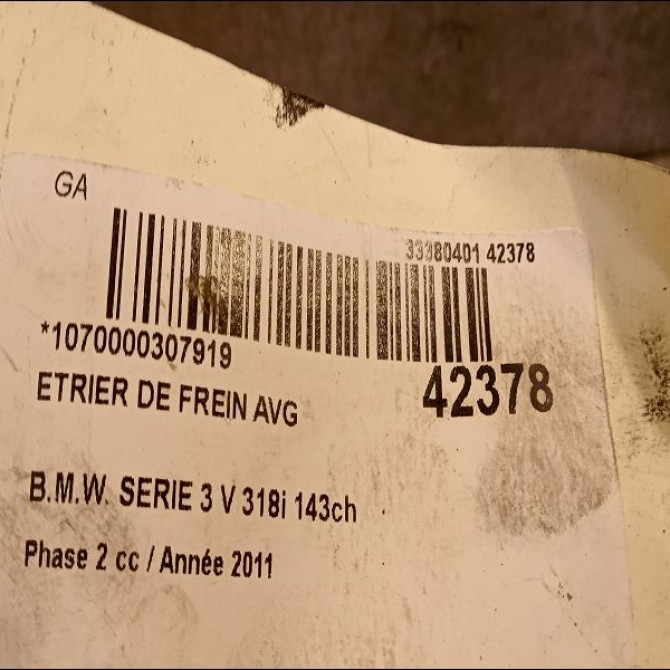 GA
33380401 42378
*1070000307919
42378
ETRIER DE FREIN AVG
B.M.W. SERIE 3 V 318i 143ch
Phase 2 cc / Année 2011